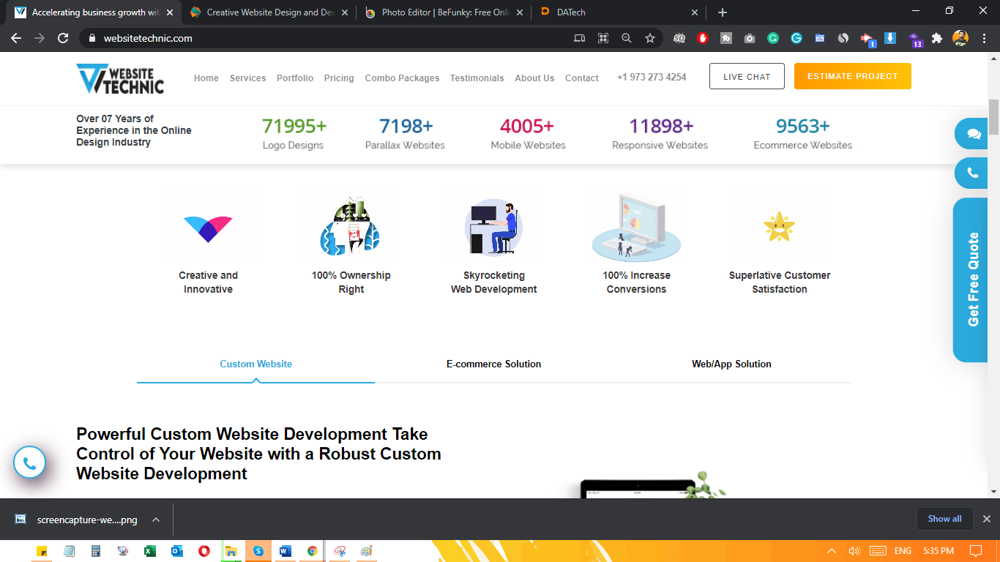 Accelerating business growth wit
Creative Website Design and Dev
Photo Editor | BeFunky: Free Onli
DATech
websitetechnic.com
1
13
WEBSITE
TECHNIC
Home
Services
Portfolio
Pricing
Combo Packages
Testimonials
About Us
Contact
+1 973 273 4254
LIVE CHAT
ESTIMATE PROJECT
Over 07 Years of
Experience in the Online
Design Industry
71995+
Logo Designs
7198+
Parallax Websites
4005+
Mobile Websites
11898+
Responsive Websites
9563+
Ecommerce Websites
Creative and
Innovative
100% Ownership
Right
Skyrocketing
Web Development
100% Increase
Conversions
Superlative Customer
Satisfaction
Get Free Quote
Custom Website
E-commerce Solution
Web/App Solution
Powerful Custom Website Development Take
Control of Your Website with a Robust Custom
Website Development
screencapture-we....png
Show all
ENG
5:35 PM